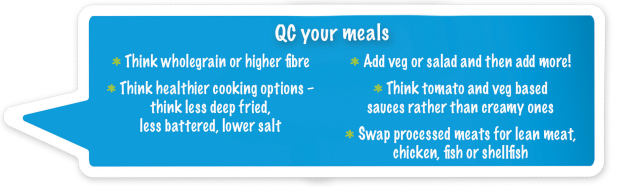 QC your meals
* Think wholegrain or higher fibre
* Think healthier cooking options –
think less deep fried,
less battered, lower salt
* Add veg or salad and then add more!
* Think tomato and veg based
sauces rather than creamy ones
* Swap processed meats for lean meat,
chicken, fish or shellfish